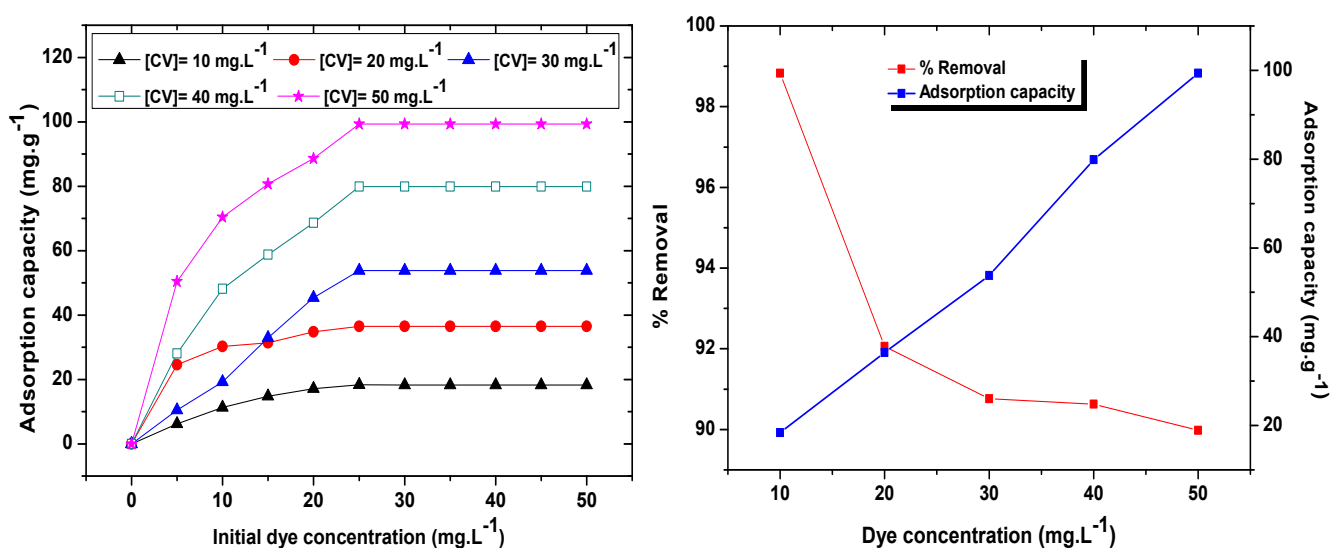 120
100
80
60
40
20
0
Adsorption capacity (mg.g-1)
[CV]= 10 mg.L-1 [CV]= 20 mg.L-1 [CV]= 30 mg.L-1
[CV]= 40 mg.L-1 [CV]= 50 mg.L-1
0 10 20 30 40 50
Initial dye concentration (mg.L-1)
100
98
96
94
92
90
% Removal
% Removal
Adsorption capacity
100
80
60
40
20
Adsorption capacity (mg.g-1)
10 20 30 40 50
Dye concentration (mg.L-1)